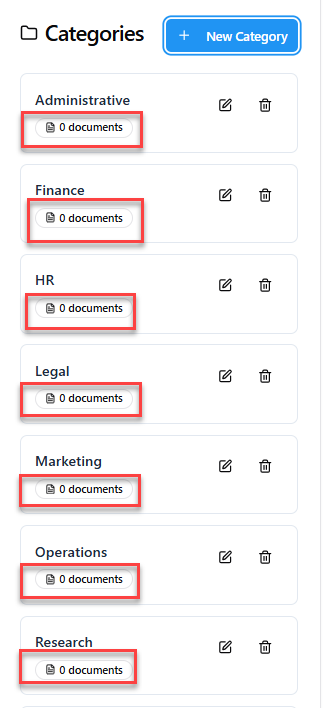 Categories
+ New Category
Administrative
0 documents
Finance
0 documents
HR
0 documents
Legal
0 documents
Marketing
0 documents
Operations
0 documents
Research
0 documents